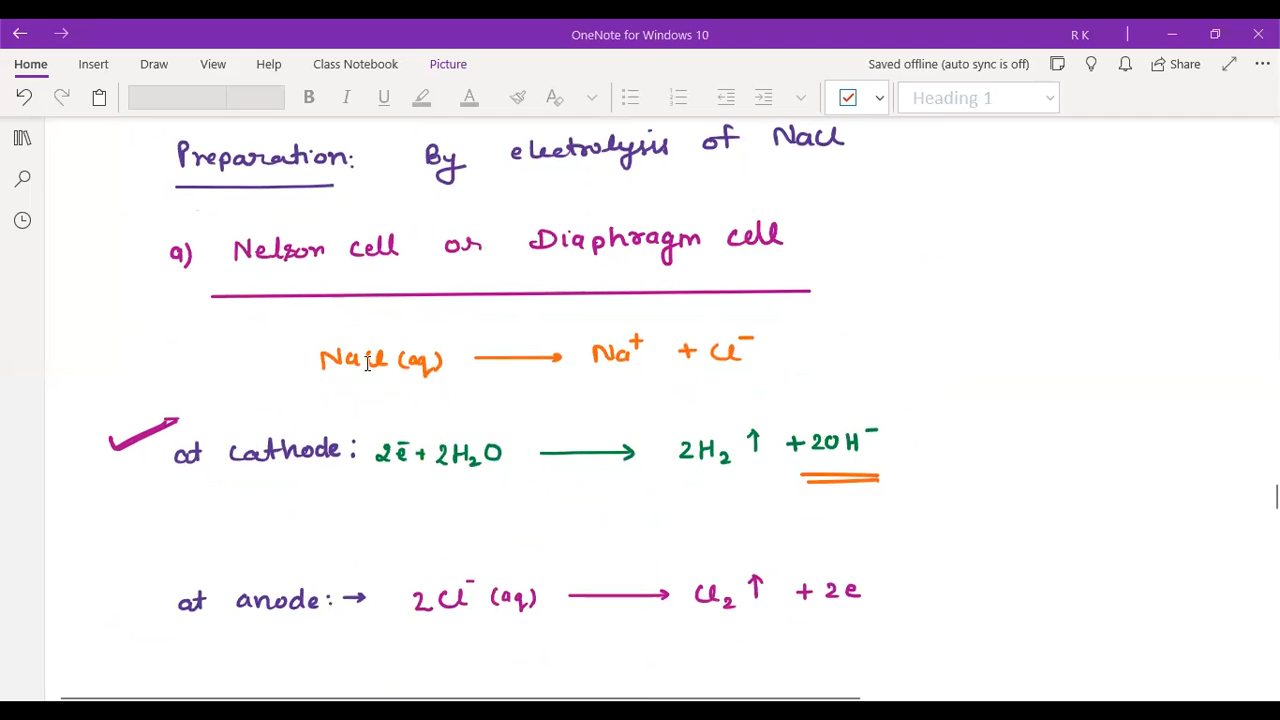 OneNote for Windows 10
R K
Home Insert Draw View Help Class Notebook Picture
Saved offline (auto sync is off)
Share
B I U A
Heading 1
Preparation: By electrolysis of NaCl
a) Nelson cell or Diaphragm cell
NaCl (aq) ⟶ Na⁺ + Cl⁻
at cathode: 2e⁻ + 2H₂O ⟶ 2H₂ ↑ + 2OH⁻
at anode: → 2Cl⁻ (aq) ⟶ Cl₂ ↑ + 2e